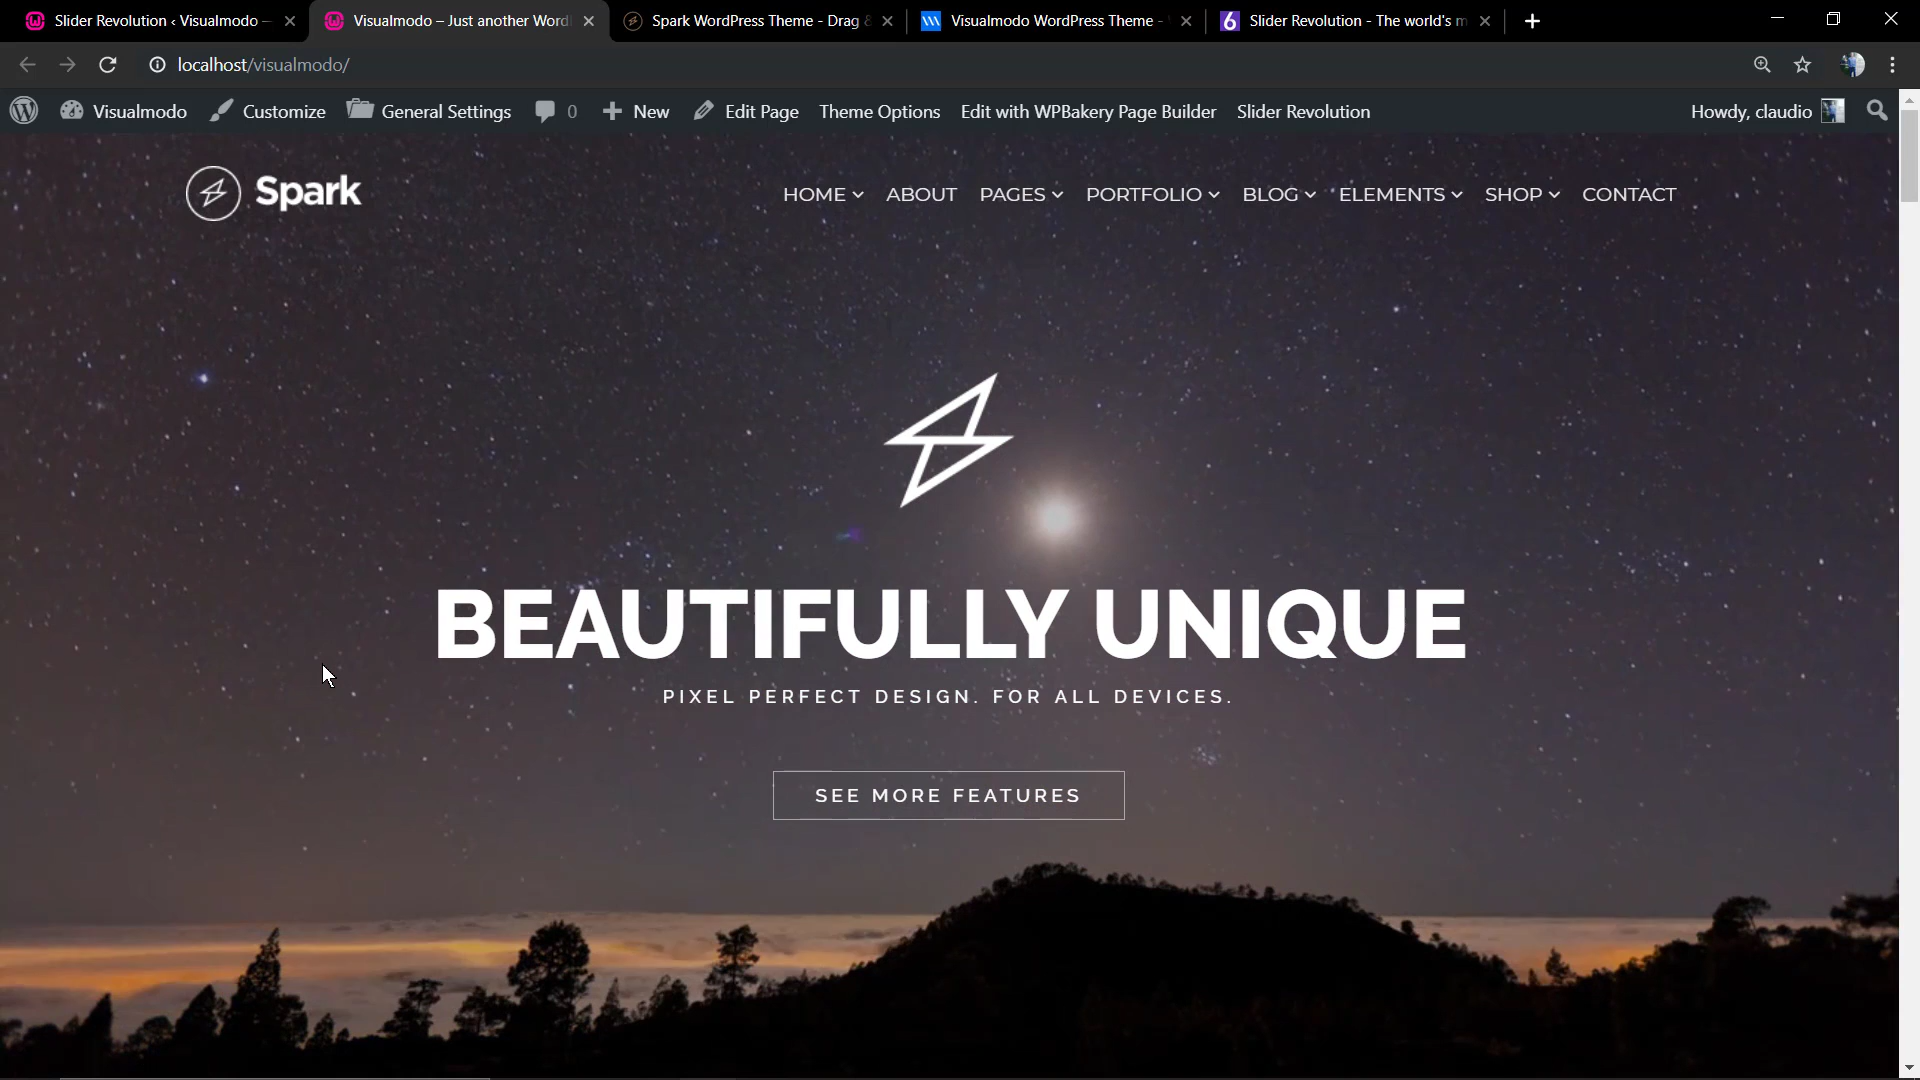 Slider Revolution ‹ Visualmodo –
Visualmodo – Just another Word
Spark WordPress Theme - Drag &
Visualmodo WordPress Theme -
6 Slider Revolution - The world's m
localhost/visualmodo/
Visualmodo Customize General Settings 0 New Edit Page Theme Options Edit with WPBakery Page Builder Slider Revolution Howdy, claudio
Spark HOME ABOUT PAGES PORTFOLIO BLOG ELEMENTS SHOP CONTACT
BEAUTIFULLY UNIQUE
PIXEL PERFECT DESIGN. FOR ALL DEVICES.
SEE MORE FEATURES